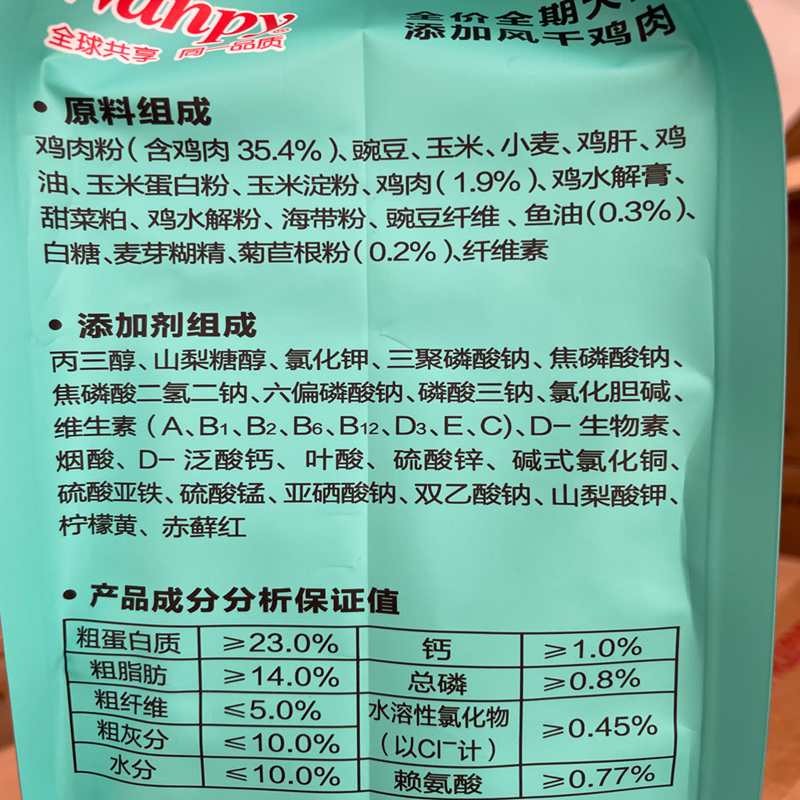 Wanpy
全价全期犬
全球共享 同一品质
添加风干鸡肉
• 原料组成
鸡肉粉(含鸡肉35.4%)、豌豆、玉米、小麦、鸡肝、鸡
油、玉米蛋白粉、玉米淀粉、鸡肉(1.9%)、鸡水解膏、
甜菜粕、鸡水解粉、海带粉、豌豆纤维、鱼油(0.3%)、
白糖、麦芽糊精、菊苣根粉(0.2%)、纤维素
• 添加剂组成
丙三醇、山梨糖醇、氯化钾、三聚磷酸钠、焦磷酸钠、
焦磷酸二氢二钠、六偏磷酸钠、磷酸三钠、氯化胆碱、
维生素(A、B1、B2、B6、B12、D3、E、C)、D-生物素、
烟酸、D-泛酸钙、叶酸、硫酸锌、碱式氯化铜、
硫酸亚铁、硫酸锰、亚硒酸钠、双乙酸钠、山梨酸钾、
柠檬黄、赤藓红
• 产品成分分析保证值
粗蛋白质 ≥23.0% 钙 ≥1.0%
粗脂肪 ≥14.0% 总磷 ≥0.8%
粗纤维 ≤5.0% 水溶性氯化物
粗灰分 ≤10.0% (以Cl⁻计) ≥0.45%
水分 ≤10.0% 赖氨酸 ≥0.77%